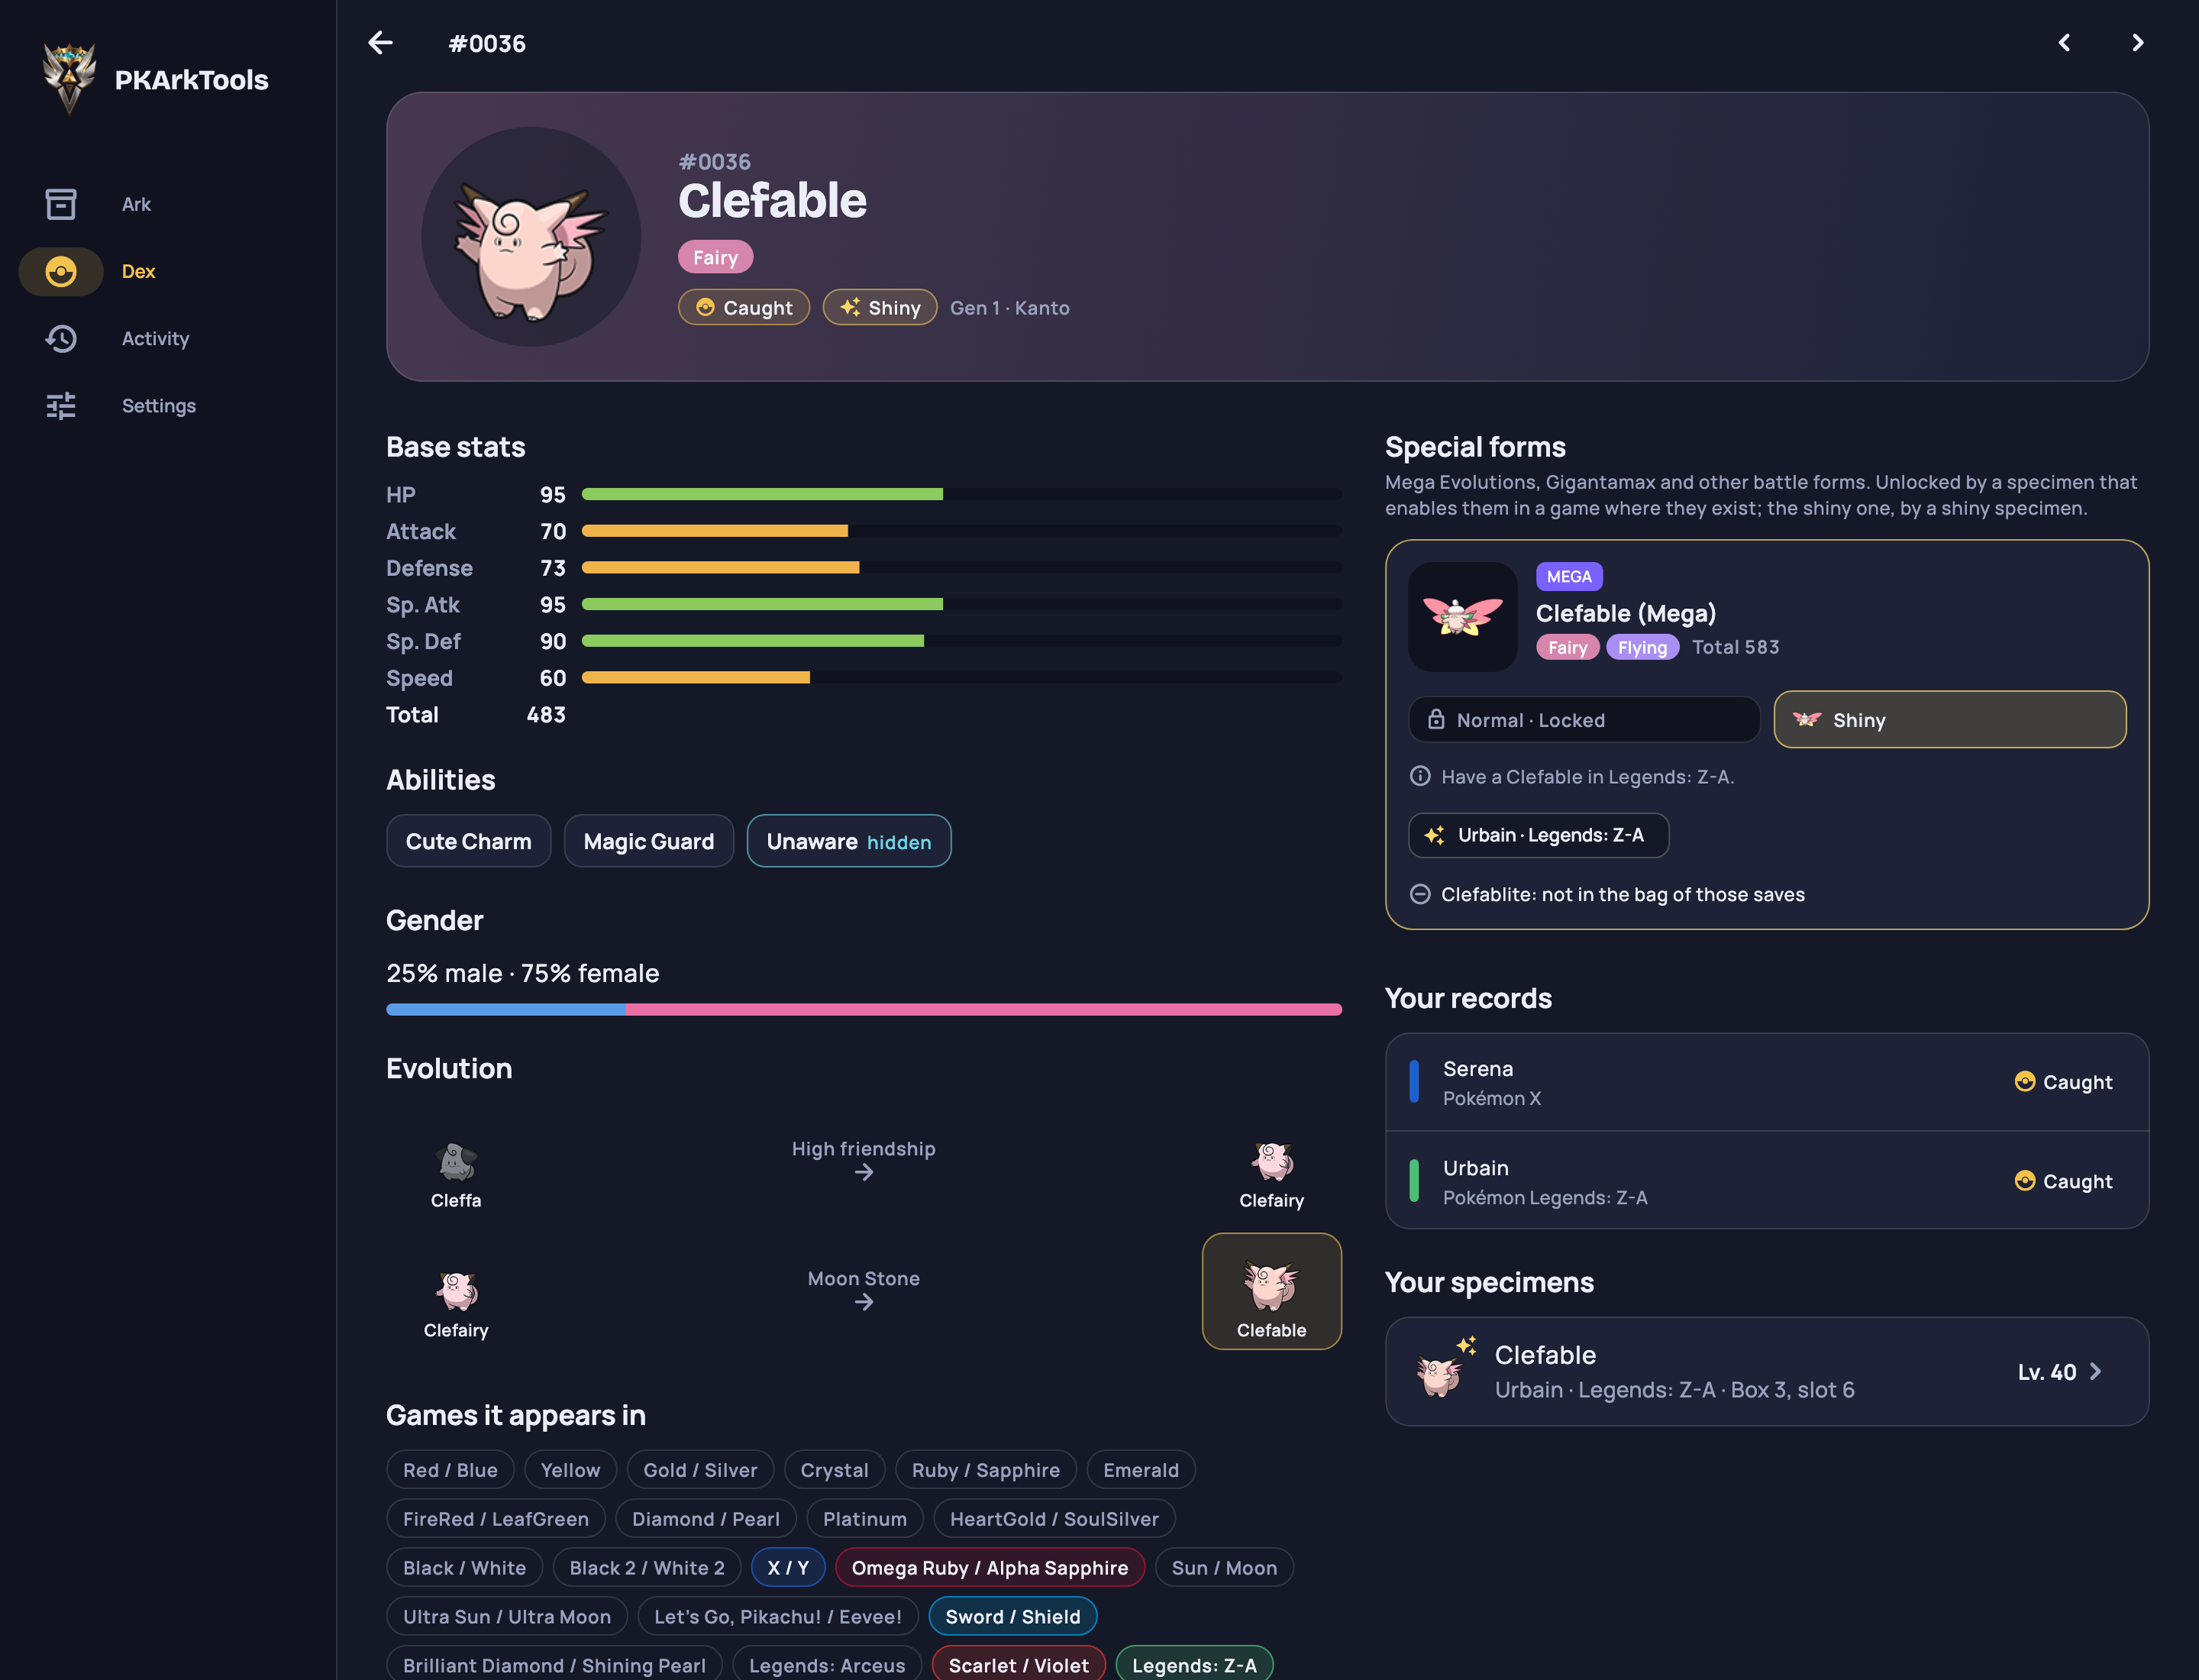 PKArkTools
Ark
Dex
Activity
Settings
#0036
#0036
Clefable
Fairy
Caught
Shiny
Gen 1 · Kanto
Base stats
HP 95
Attack 70
Defense 73
Sp. Atk 95
Sp. Def 90
Speed 60
Total 483
Abilities
Cute Charm
Magic Guard
Unaware hidden
Gender
25% male · 75% female
Evolution
High friendship
Cleffa
Clefairy
Moon Stone
Clefairy
Clefable
Games it appears in
Red / Blue
Yellow
Gold / Silver
Crystal
Ruby / Sapphire
Emerald
FireRed / LeafGreen
Diamond / Pearl
Platinum
HeartGold / SoulSilver
Black / White
Black 2 / White 2
X / Y
Omega Ruby / Alpha Sapphire
Sun / Moon
Ultra Sun / Ultra Moon
Let's Go, Pikachu! / Eevee!
Sword / Shield
Brilliant Diamond / Shining Pearl
Legends: Arceus
Scarlet / Violet
Legends: Z-A
Special forms
Mega Evolutions, Gigantamax and other battle forms. Unlocked by a specimen that
enables them in a game where they exist; the shiny one, by a shiny specimen.
MEGA
Clefable (Mega)
Fairy
Flying
Total 583
Normal · Locked
Shiny
Have a Clefable in Legends: Z-A.
Urbain · Legends: Z-A
Clefablite: not in the bag of those saves
Your records
Serena
Pokémon X
Caught
Urbain
Pokémon Legends: Z-A
Caught
Your specimens
Clefable
Urbain · Legends: Z-A · Box 3, slot 6
Lv. 40